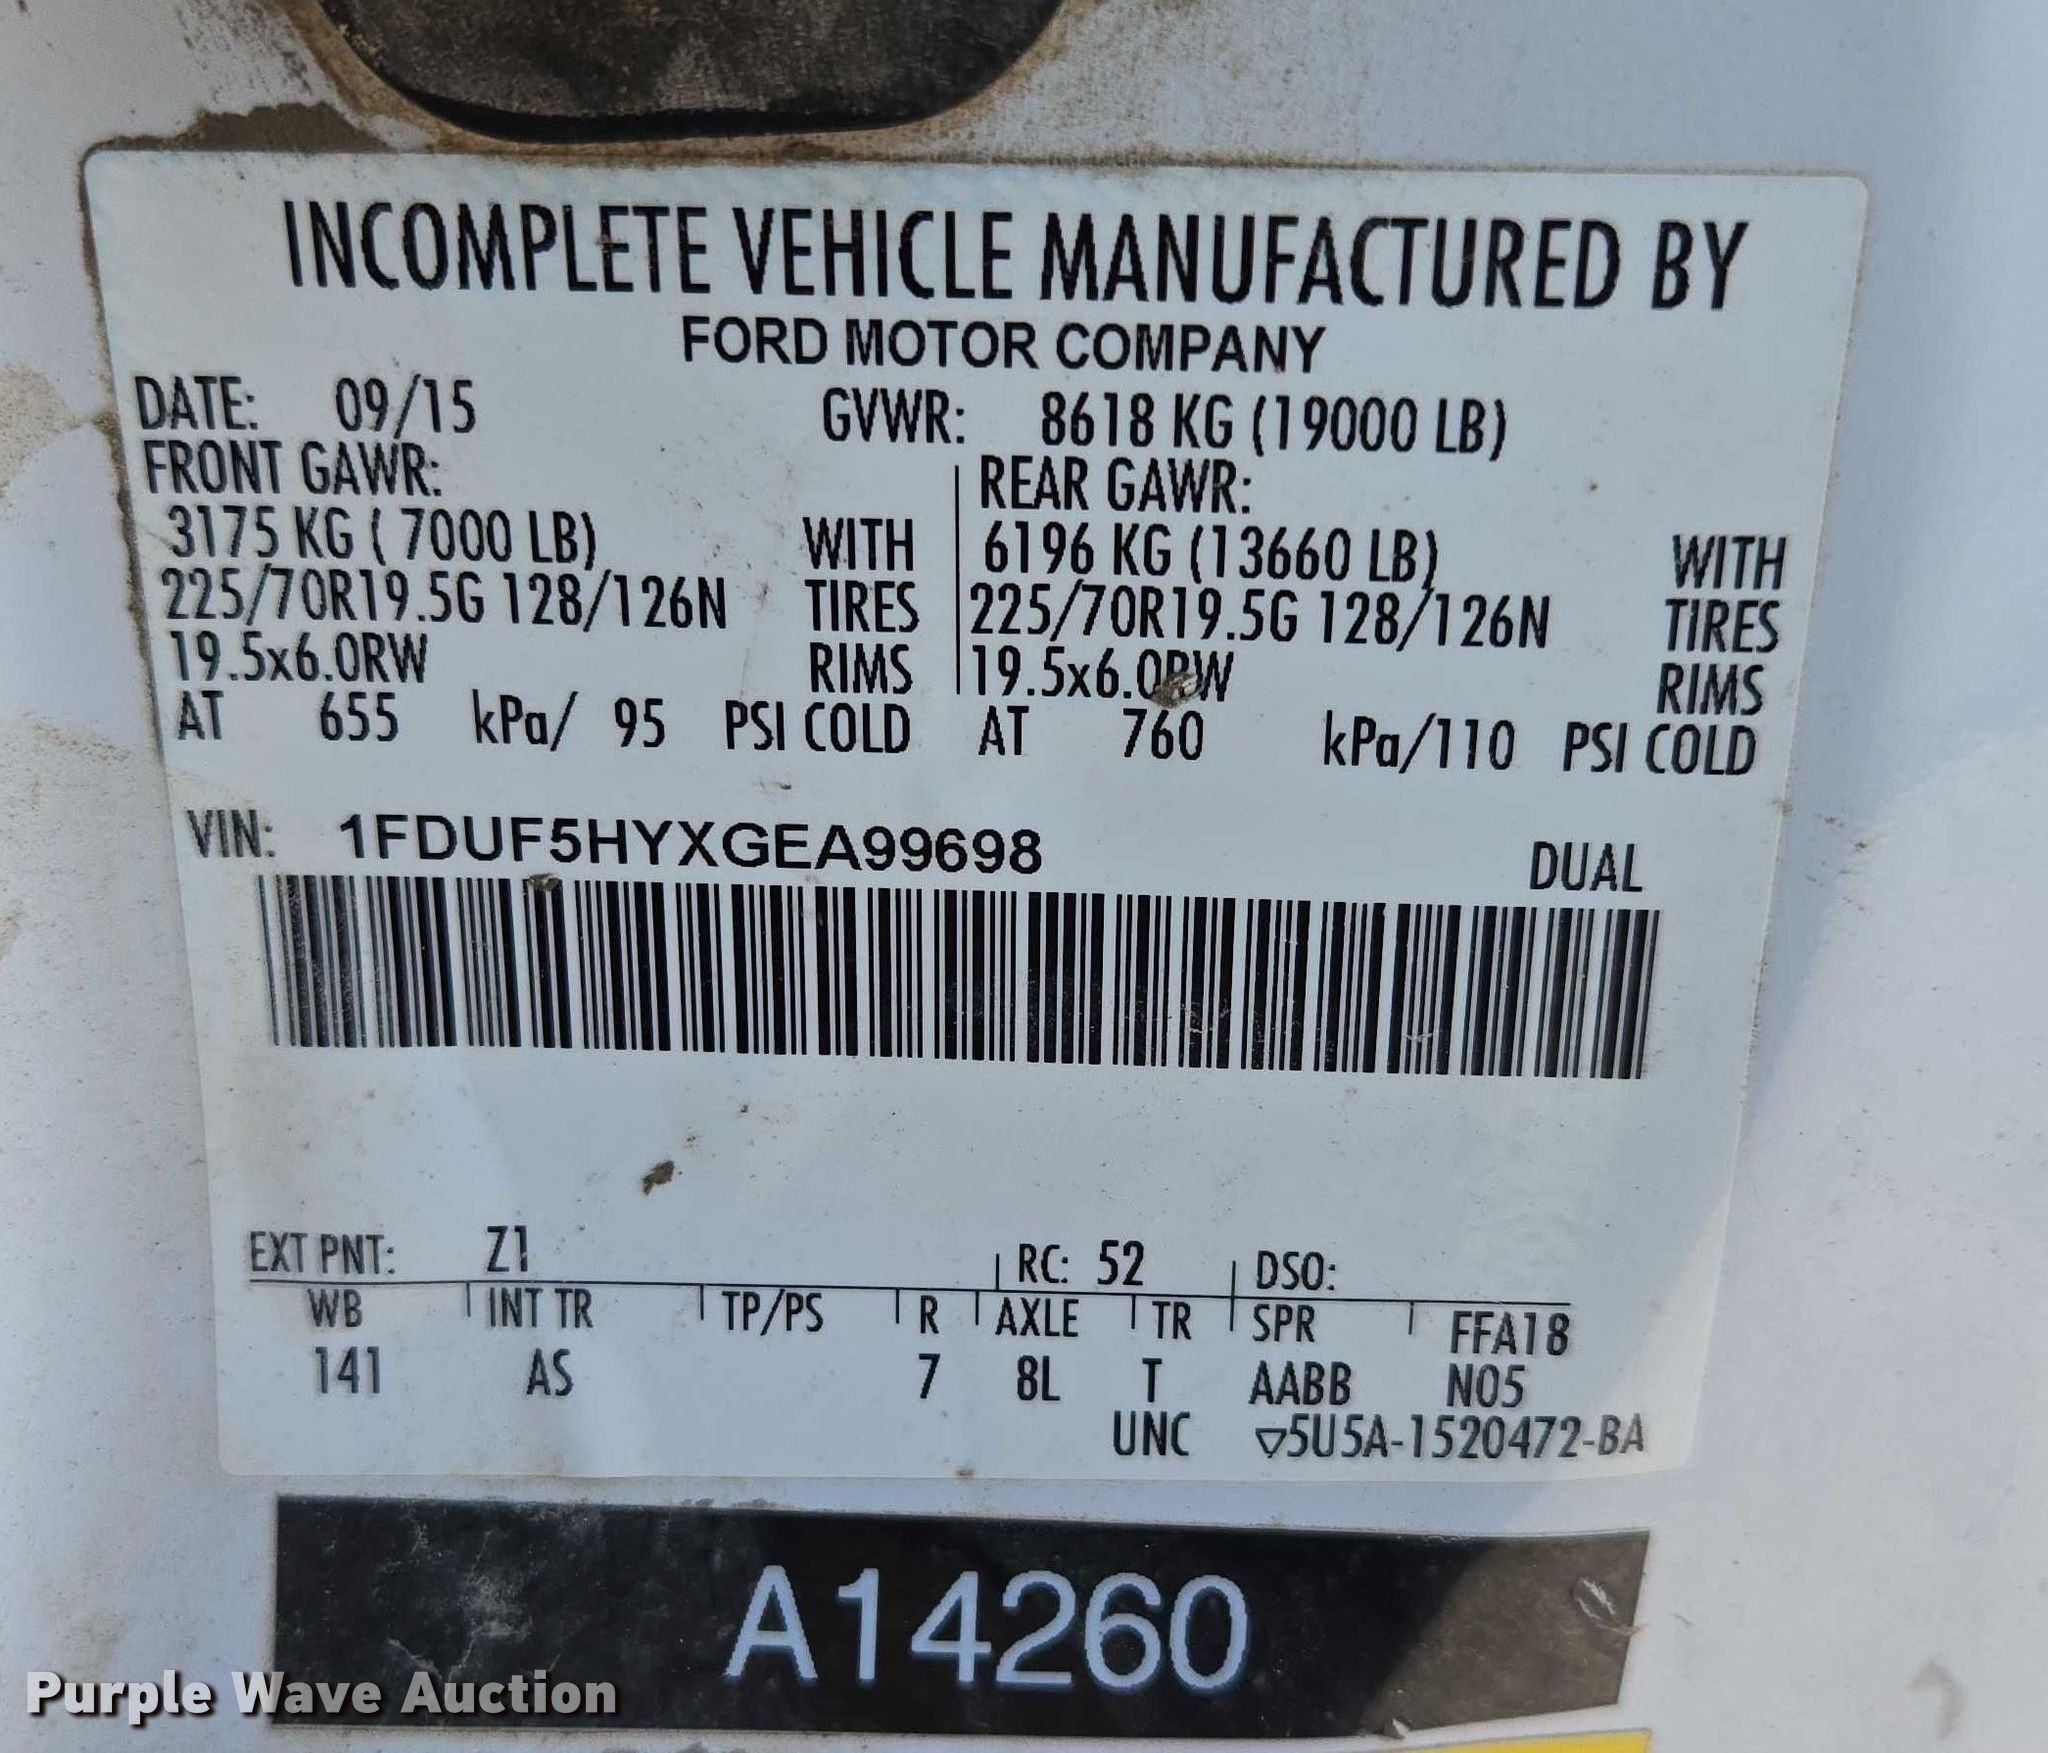 INCOMPLETE VEHICLE MANUFACTURED BY
FORD MOTOR COMPANY
DATE: 09/15 GVWR: 8618 KG (19000 LB)
FRONT GAWR: REAR GAWR:
3175 KG ( 7000 LB) WITH 6196 KG (13660 LB) WITH
225/70R19.5G 128/126N TIRES 225/70R19.5G 128/126N TIRES
19.5x6.0RW RIMS 19.5x6.0RW RIMS
AT 655 kPa/ 95 PSI COLD AT 760 kPa/110 PSI COLD
VIN: 1FDUF5HYXGEA99698 DUAL
EXT PNT: Z1 RC: 52 DSO:
WB INT TR TP/PS R AXLE TR SPR FFA18
141 AS 7 8L T AABB N05
UNC ▽5U5A-1520472-BA
A14260
Purple Wave Auction